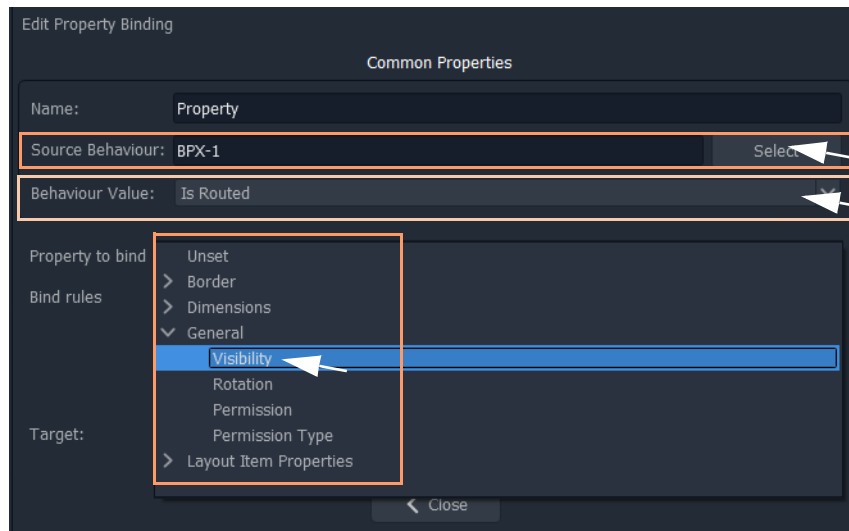 Edit Property Binding
Common Properties
Name: Property
Source Behaviour: BPX-1 Select
Behaviour Value: Is Routed
Property to bind Unset
Border
Bind rules
Dimensions
General
Visibility
Rotation
Permission
Target: Permission Type
Layout Item Properties
Close